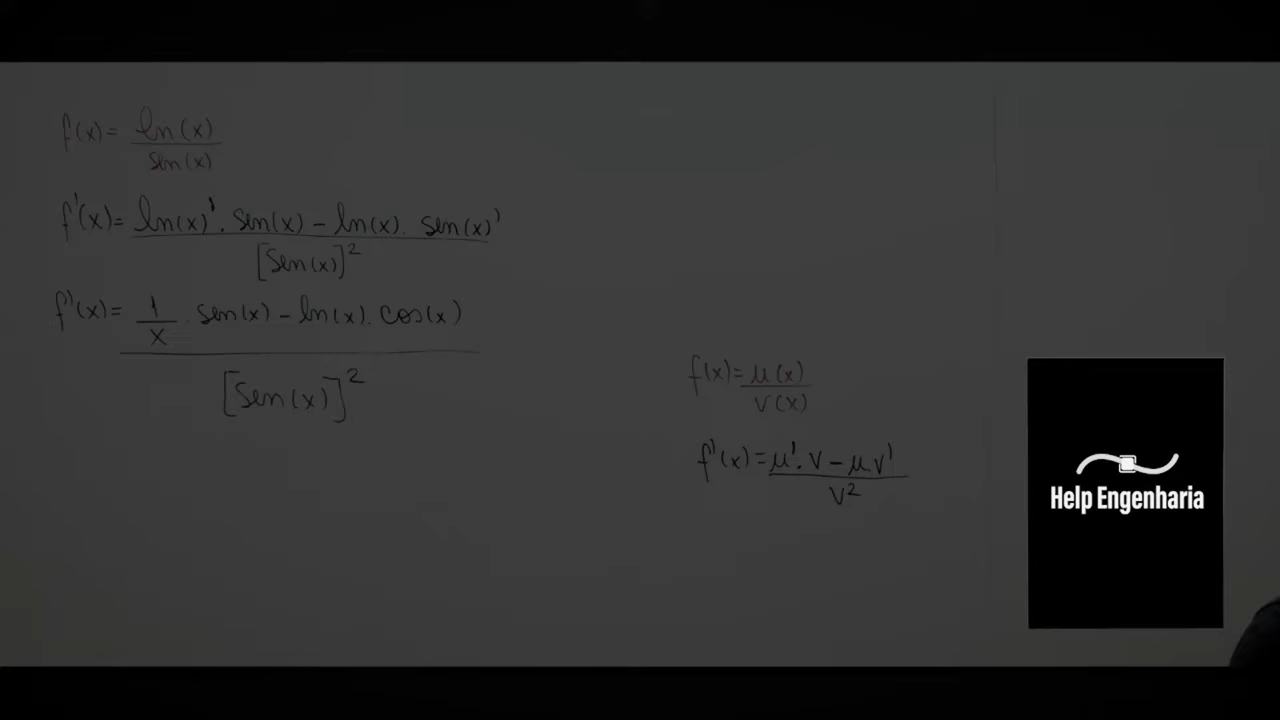 f(x)= ln(x) / sen(x)
f'(x)= ln(x)' . sen(x) - ln(x) . sen(x)' / [sen(x)]²
f'(x)= 1/x . sen(x) - ln(x) . cos(x) / [sen(x)]²
f(x)= μ(x) / v(x)
f'(x)= μ' . v - μ v' / v²
Help Engenharia